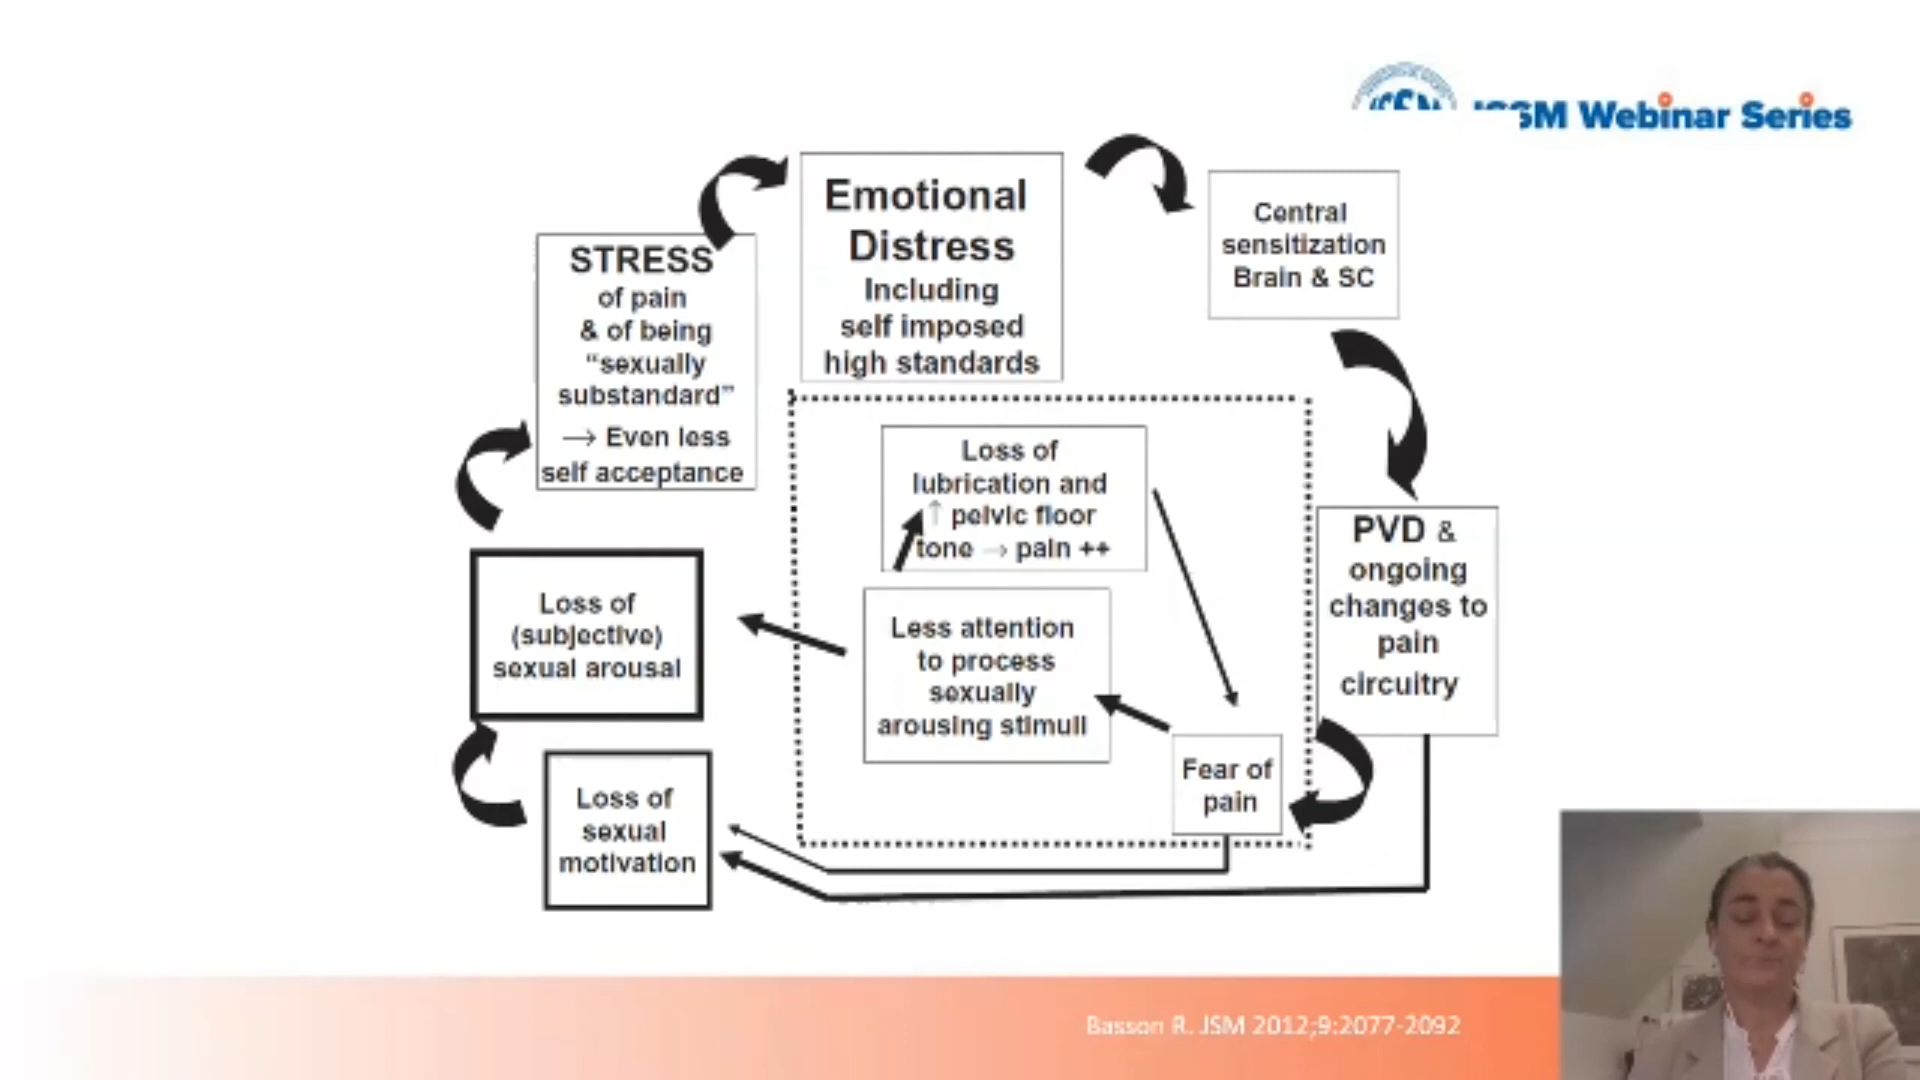 ISSM Webinar Series
Emotional
Distress
Including
self imposed
high standards
Central
sensitization
Brain & SC
STRESS
of pain
& of being
“sexually
substandard”
→ Even less
self acceptance
Loss of
lubrication and
↑ pelvic floor
tone → pain ++
PVD &
ongoing
changes to
pain
circuitry
Loss of
(subjective)
sexual arousal
Less attention
to process
sexually
arousing stimuli
Fear of
pain
Loss of
sexual
motivation
Basson R. JSM 2012;9:2077-2092